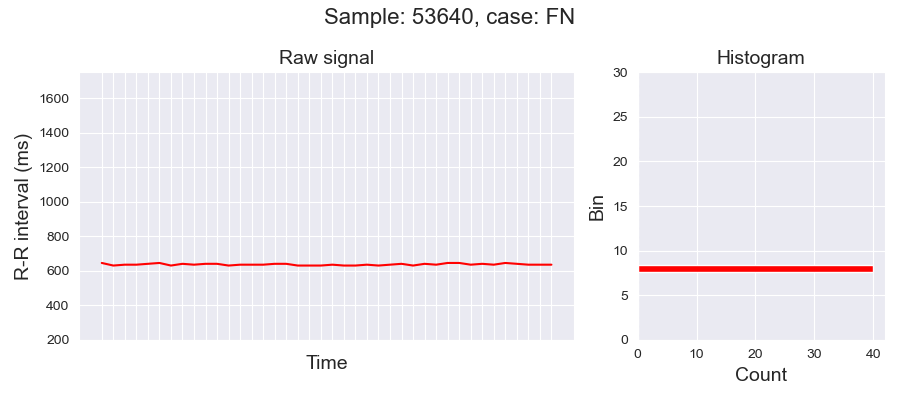 Sample: 53640, case: FN
Raw signal
R-R interval (ms)
1600
1400
1200
1000
800
600
400
200
Time
Histogram
Bin
30
25
20
15
10
5
0
0 10 20 30 40
Count